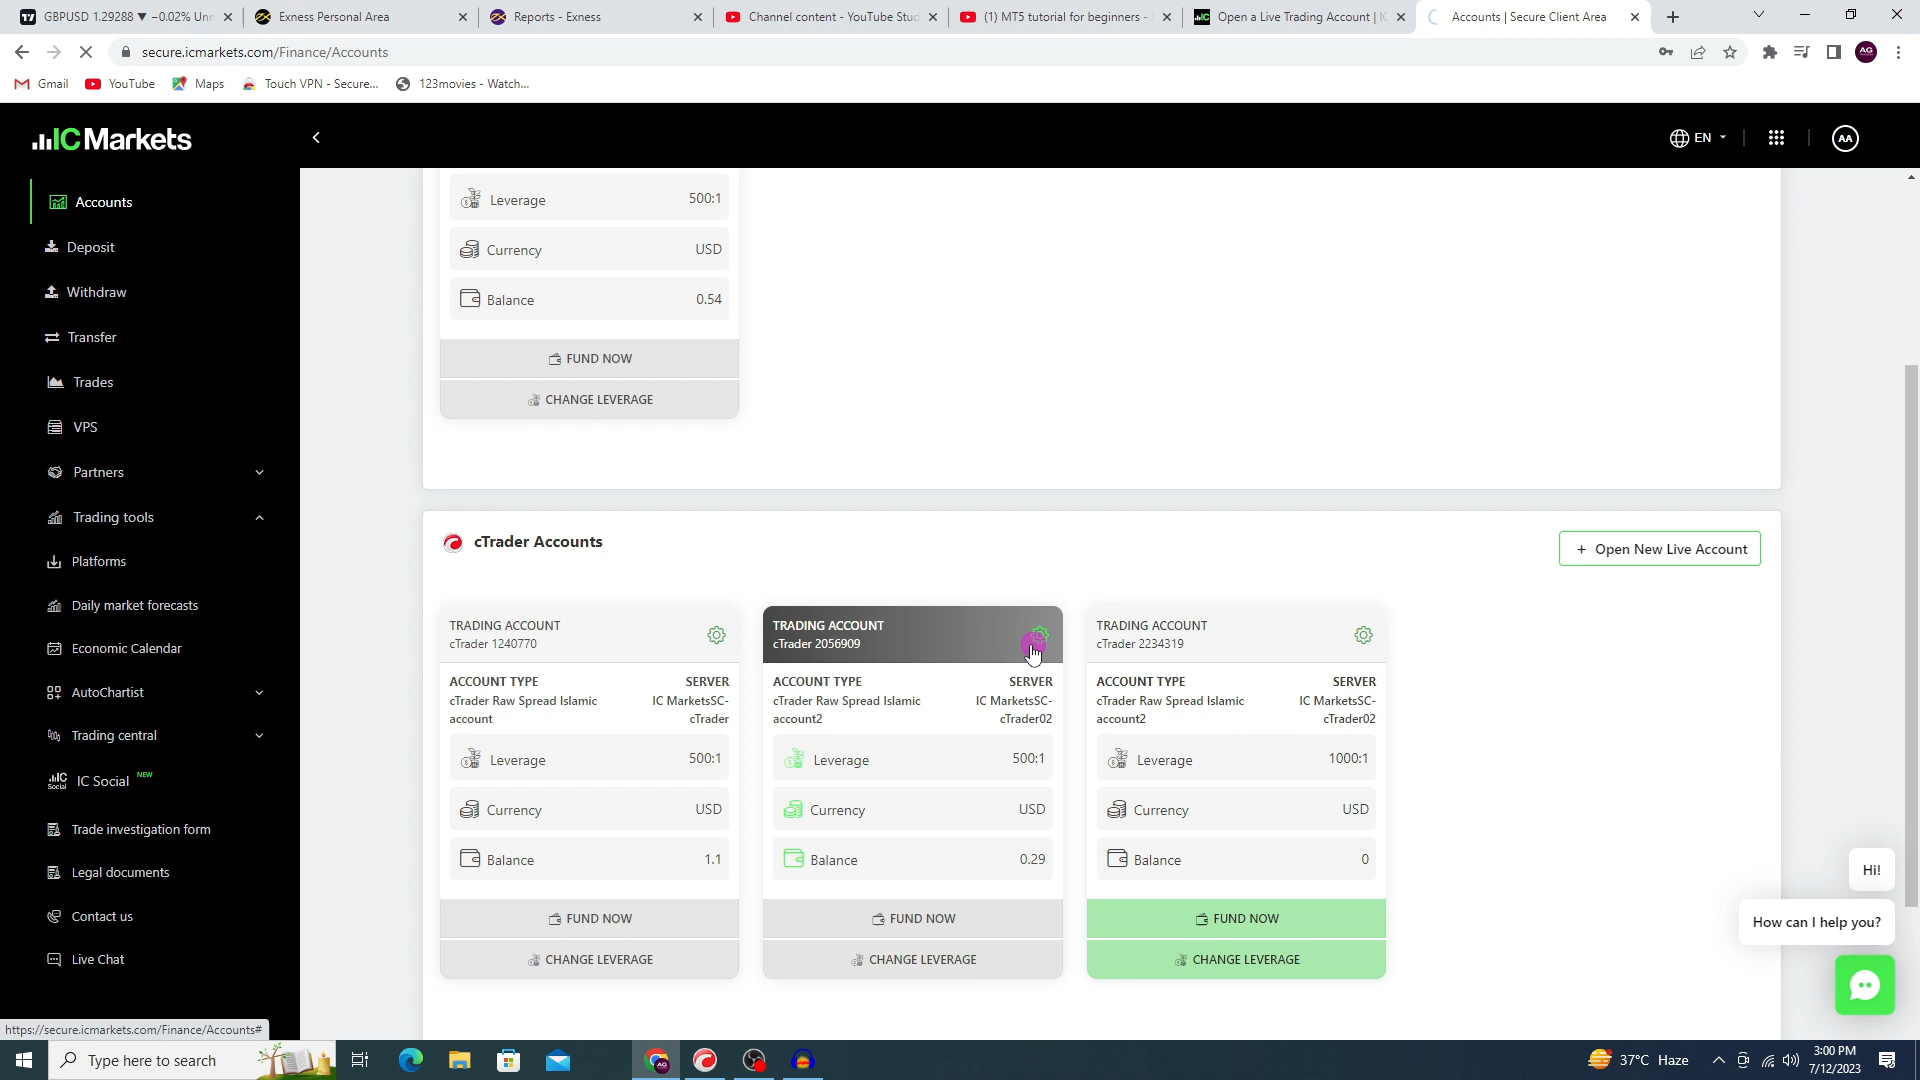 GBPUSD 1.29288 ▼ −0.02% Unn
Exness Personal Area
Reports - Exness
Channel content - YouTube Stud
(1) MT5 tutorial for beginners -
Open a Live Trading Account | IC
Accounts | Secure Client Area
secure.icmarkets.com/Finance/Accounts
AG
Gmail
YouTube
Maps
Touch VPN - Secure...
123movies - Watch...
IC Markets
EN
AA
Accounts
Deposit
Withdraw
Transfer
Trades
VPS
Partners
Trading tools
Platforms
Daily market forecasts
Economic Calendar
AutoChartist
Trading central
IC Social NEW
Trade investigation form
Legal documents
Contact us
Live Chat
Leverage 500:1
Currency USD
Balance 0.54
FUND NOW
CHANGE LEVERAGE
cTrader Accounts
+ Open New Live Account
TRADING ACCOUNT
cTrader 1240770
ACCOUNT TYPE SERVER
cTrader Raw Spread Islamic IC MarketsSC-
account cTrader
Leverage 500:1
Currency USD
Balance 1.1
FUND NOW
CHANGE LEVERAGE
TRADING ACCOUNT
cTrader 2056909
ACCOUNT TYPE SERVER
cTrader Raw Spread Islamic IC MarketsSC-
account2 cTrader02
Leverage 500:1
Currency USD
Balance 0.29
FUND NOW
CHANGE LEVERAGE
TRADING ACCOUNT
cTrader 2234319
ACCOUNT TYPE SERVER
cTrader Raw Spread Islamic IC MarketsSC-
account2 cTrader02
Leverage 1000:1
Currency USD
Balance 0
FUND NOW
CHANGE LEVERAGE
Hi!
How can I help you?
https://secure.icmarkets.com/Finance/Accounts#
Type here to search
37°C Haze
3:00 PM
7/12/2023